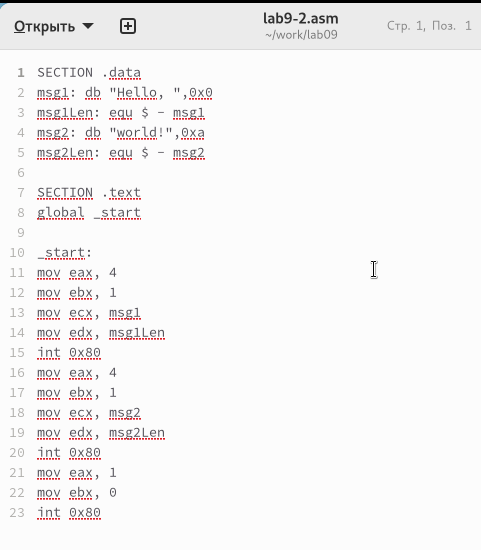 Открыть
lab9-2.asm
~/work/lab09
Стр. 1, Поз. 1
1 SECTION .data
2 msg1: db "Hello, ",0x0
3 msg1Len: equ $ - msg1
4 msg2: db "world!",0xa
5 msg2Len: equ $ - msg2
6
7 SECTION .text
8 global _start
9
10 _start:
11 mov eax, 4
12 mov ebx, 1
13 mov ecx, msg1
14 mov edx, msg1Len
15 int 0x80
16 mov eax, 4
17 mov ebx, 1
18 mov ecx, msg2
19 mov edx, msg2Len
20 int 0x80
21 mov eax, 1
22 mov ebx, 0
23 int 0x80